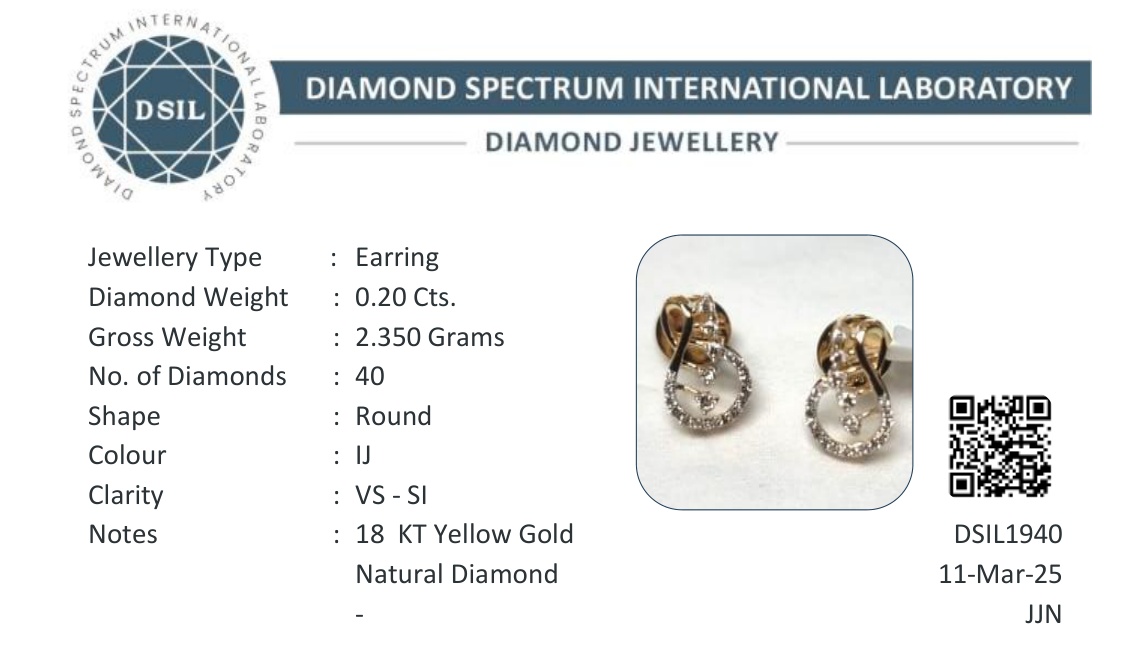 DIAMOND SPECTRUM INTERNATIONAL LABORATORY
DSIL
DIAMOND SPECTRUM INTERNATIONAL LABORATORY
DIAMOND JEWELLERY
Jewellery Type : Earring
Diamond Weight : 0.20 Cts.
Gross Weight : 2.350 Grams
No. of Diamonds : 40
Shape : Round
Colour : IJ
Clarity : VS - SI
Notes : 18 KT Yellow Gold
Natural Diamond
-
DSIL1940
11-Mar-25
JJN